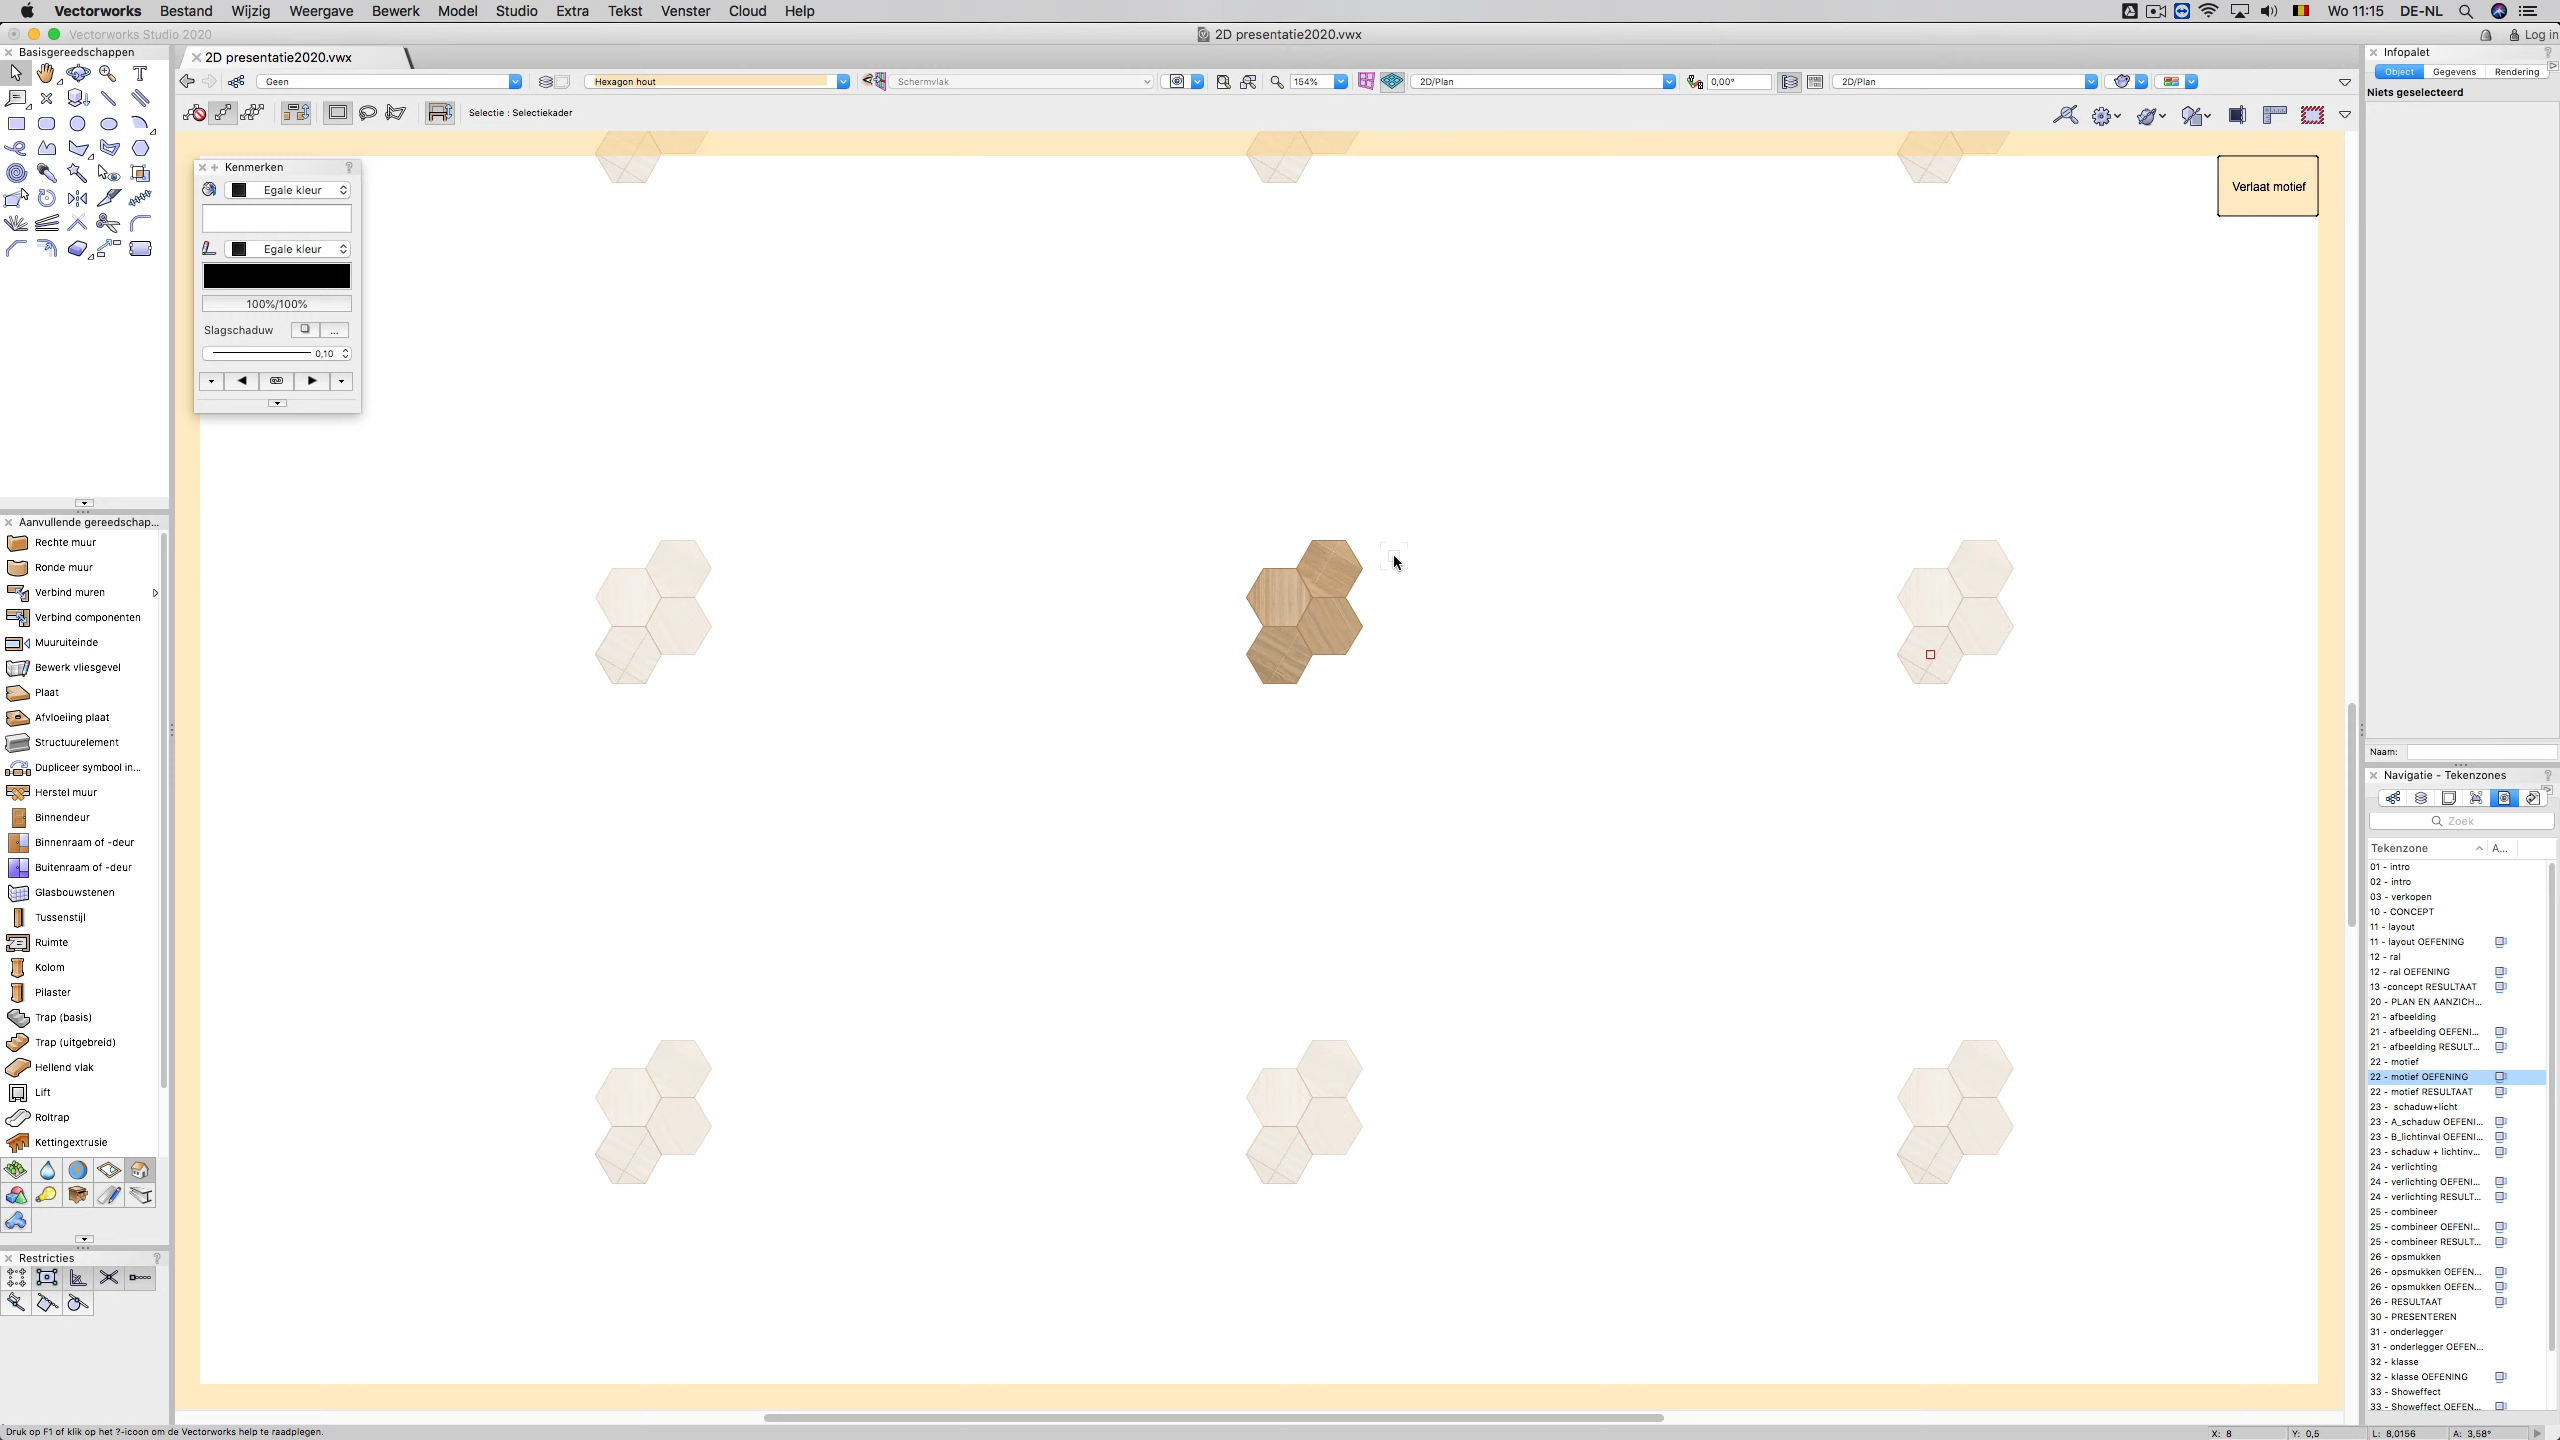 Vectorworks Bestand Wijzig Weergave Bewerk Model Studio Extra Tekst Venster Cloud Help Wo 11:15 DE-NL
Vectorworks Studio 2020 2D presentatie2020.vwx Log in
Basisgereedschappen
2D presentatie2020.vwx
Geen Hexagon hout Schermvlak 154% 2D/Plan 0,00° 2D/Plan
Selectie : Selectiekader
Kenmerken
Egale kleur
Egale kleur
100%/100%
Slagschaduw ...
0,10
Verlaat motief
Aanvullende gereedschap...
Rechte muur
Ronde muur
Verbind muren
Verbind componenten
Muuruiteinde
Bewerk vliesgevel
Plaat
Afvloeiing plaat
Structuurelement
Dupliceer symbool in...
Herstel muur
Binnendeur
Binnenraam of -deur
Buitenraam of -deur
Glasbouwstenen
Tussenstijl
Ruimte
Kolom
Pilaster
Trap (basis)
Trap (uitgebreid)
Hellend vlak
Lift
Roltrap
Kettingextrusie
Restricties
Infopalet
Object Gegevens Rendering
Niets geselecteerd
Naam:
Navigatie - Tekenzones
Zoek
Tekenzone A...
01 - intro
02 - intro
03 - verkopen
10 - CONCEPT
11 - layout
11 - layout OEFENING
12 - ral
12 - ral OEFENING
13 -concept RESULTAAT
20 - PLAN EN AANZICH...
21 - afbeelding
21 - afbeelding OEFENI...
21 - afbeelding RESULT...
22 - motief
22 - motief OEFENING
22 - motief RESULTAAT
23 - schaduw+licht
23 - A_schaduw OEFENI...
23 - B_lichtinval OEFENI...
23 - schaduw + lichtinv...
24 - verlichting
24 - verlichting OEFENI...
24 - verlichting RESULT...
25 - combineer
25 - combineer OEFENI...
25 - combineer RESULT...
26 - opsmukken
26 - opsmukken OEFEN...
26 - opsmukken OEFEN...
26 - RESULTAAT
30 - PRESENTEREN
31 - onderlegger
31 - onderlegger OEFEN...
32 - klasse
32 - klasse OEFENING
33 - Showeffect
33 - Showeffect OEFEN...
Druk op F1 of klik op het ?-icoon om de Vectorworks help te raadplegen. X: 8 Y: 0,5 L: 8,0156 A: 3,58°